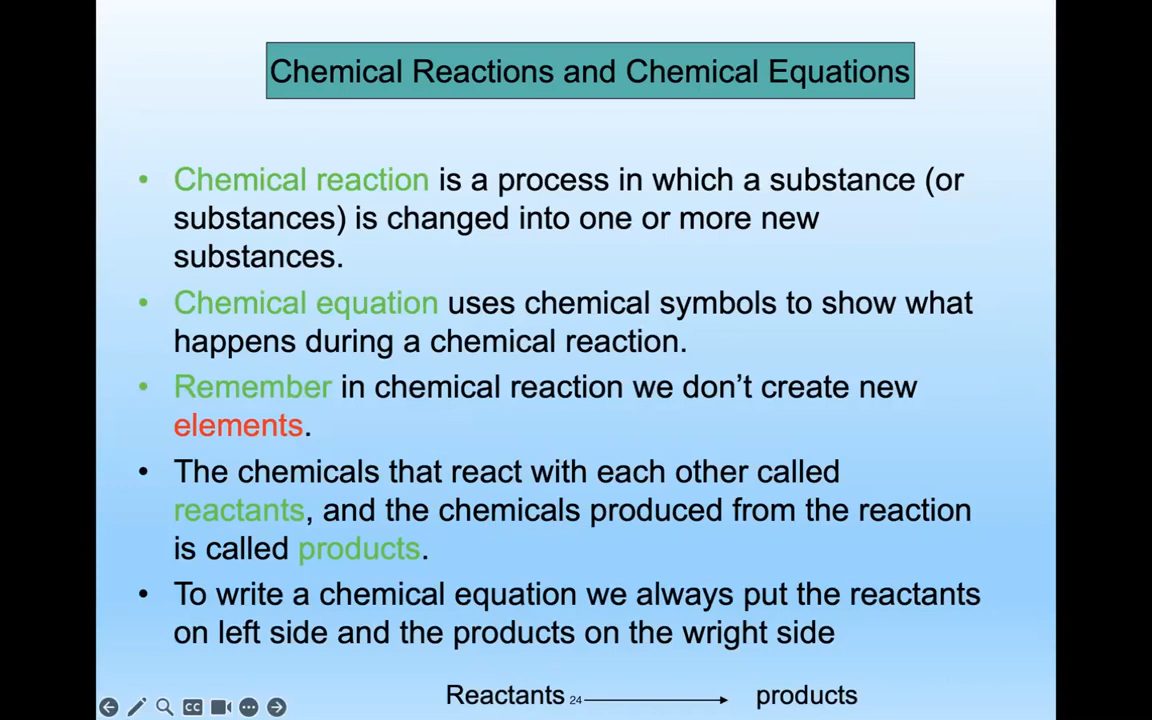 Chemical Reactions and Chemical Equations
• Chemical reaction is a process in which a substance (or
substances) is changed into one or more new
substances.
• Chemical equation uses chemical symbols to show what
happens during a chemical reaction.
• Remember in chemical reaction we don’t create new
elements.
• The chemicals that react with each other called
reactants, and the chemicals produced from the reaction
is called products.
• To write a chemical equation we always put the reactants
on left side and the products on the wright side
Reactants 24 products
CC